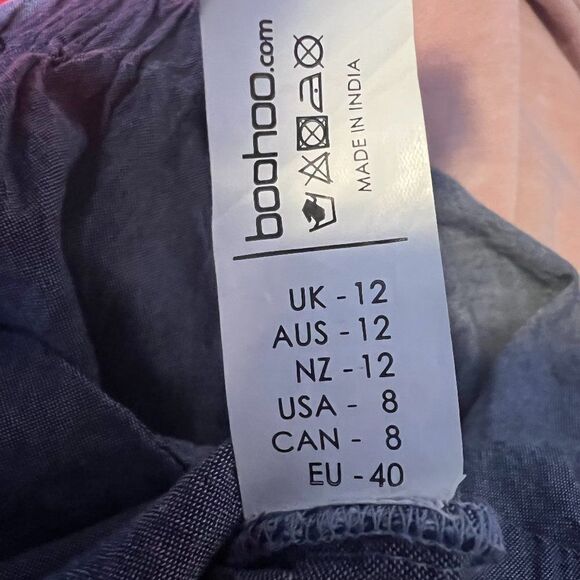 boohoo.com
MADE IN INDIA
UK - 12
AUS - 12
NZ - 12
USA - 8
CAN - 8
EU - 40